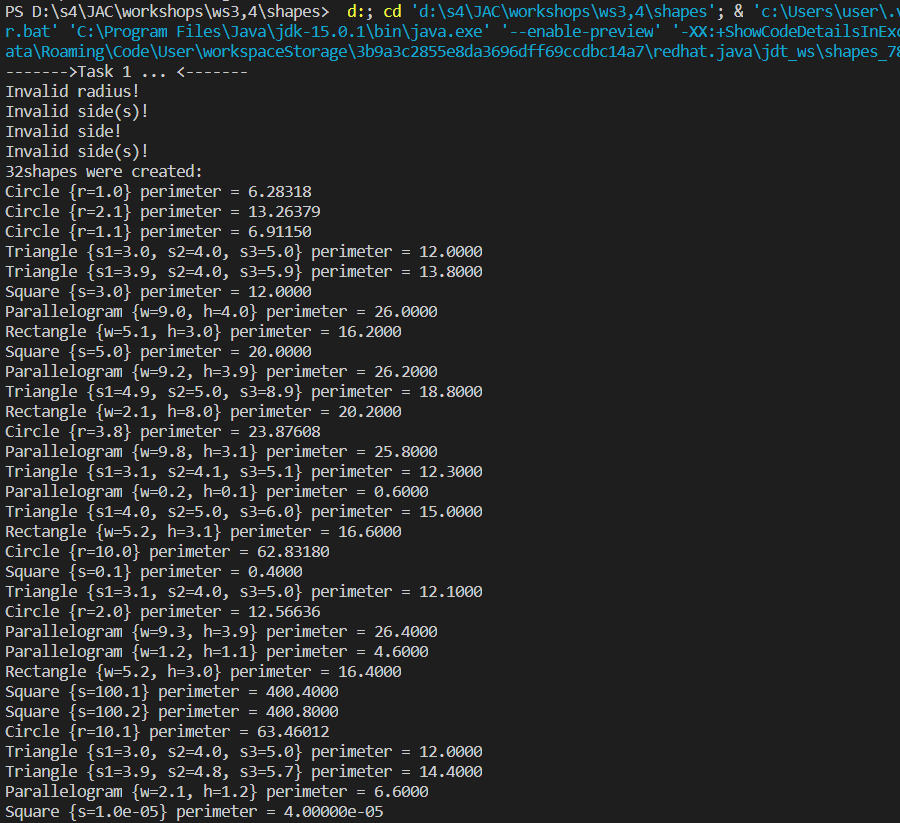 PS D:\s4\JAC\workshops\ws3,4\shapes>  d:; cd 'd:\s4\JAC\workshops\ws3,4\shapes'; & 'c:\Users\user\.v
r.bat' 'C:\Program Files\Java\jdk-15.0.1\bin\java.exe' '--enable-preview' '-XX:+ShowCodeDetailsInExc
ata\Roaming\Code\User\workspaceStorage\3b9a3c2855e8da3696dff69ccdbc14a7\redhat.java\jdt_ws\shapes_78
------->Task 1 ... <-------
Invalid radius!
Invalid side(s)!
Invalid side!
Invalid side(s)!
32shapes were created:
Circle {r=1.0} perimeter = 6.28318
Circle {r=2.1} perimeter = 13.26379
Circle {r=1.1} perimeter = 6.91150
Triangle {s1=3.0, s2=4.0, s3=5.0} perimeter = 12.0000
Triangle {s1=3.9, s2=4.0, s3=5.9} perimeter = 13.8000
Square {s=3.0} perimeter = 12.0000
Parallelogram {w=9.0, h=4.0} perimeter = 26.0000
Rectangle {w=5.1, h=3.0} perimeter = 16.2000
Square {s=5.0} perimeter = 20.0000
Parallelogram {w=9.2, h=3.9} perimeter = 26.2000
Triangle {s1=4.9, s2=5.0, s3=8.9} perimeter = 18.8000
Rectangle {w=2.1, h=8.0} perimeter = 20.2000
Circle {r=3.8} perimeter = 23.87608
Parallelogram {w=9.8, h=3.1} perimeter = 25.8000
Triangle {s1=3.1, s2=4.1, s3=5.1} perimeter = 12.3000
Parallelogram {w=0.2, h=0.1} perimeter = 0.6000
Triangle {s1=4.0, s2=5.0, s3=6.0} perimeter = 15.0000
Rectangle {w=5.2, h=3.1} perimeter = 16.6000
Circle {r=10.0} perimeter = 62.83180
Square {s=0.1} perimeter = 0.4000
Triangle {s1=3.1, s2=4.0, s3=5.0} perimeter = 12.1000
Circle {r=2.0} perimeter = 12.56636
Parallelogram {w=9.3, h=3.9} perimeter = 26.4000
Parallelogram {w=1.2, h=1.1} perimeter = 4.6000
Rectangle {w=5.2, h=3.0} perimeter = 16.4000
Square {s=100.1} perimeter = 400.4000
Square {s=100.2} perimeter = 400.8000
Circle {r=10.1} perimeter = 63.46012
Triangle {s1=3.0, s2=4.0, s3=5.0} perimeter = 12.0000
Triangle {s1=3.9, s2=4.8, s3=5.7} perimeter = 14.4000
Parallelogram {w=2.1, h=1.2} perimeter = 6.6000
Square {s=1.0e-05} perimeter = 4.00000e-05